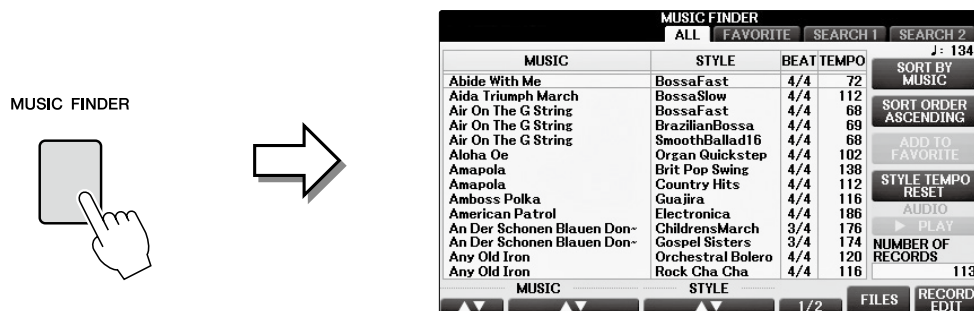 MUSIC FINDER
MUSIC FINDER
ALL FAVORITE SEARCH 1 SEARCH 2
♩: 134
MUSIC STYLE BEAT TEMPO
Abide With Me BossaFast 4/4 72
Aida Triumph March BossaSlow 4/4 112
Air On The G String BossaFast 4/4 68
Air On The G String BrazilianBossa 4/4 69
Air On The G String SmoothBallad16 4/4 68
Aloha Oe Organ Quickstep 4/4 102
Amapola Brit Pop Swing 4/4 138
Amapola Country Hits 4/4 112
Amboss Polka Guajira 4/4 116
American Patrol Electronica 4/4 186
An Der Schonen Blauen Don~ ChildrensMarch 3/4 176
An Der Schonen Blauen Don~ Gospel Sisters 3/4 174
Any Old Iron Orchestral Bolero 4/4 120
Any Old Iron Rock Cha Cha 4/4 116
SORT BY
MUSIC
SORT ORDER
ASCENDING
ADD TO
FAVORITE
STYLE TEMPO
RESET
AUDIO
▶ PLAY
NUMBER OF
RECORDS
113
MUSIC STYLE
▲▼ ▲▼ ▲▼ 1/2 FILES RECORD
EDIT